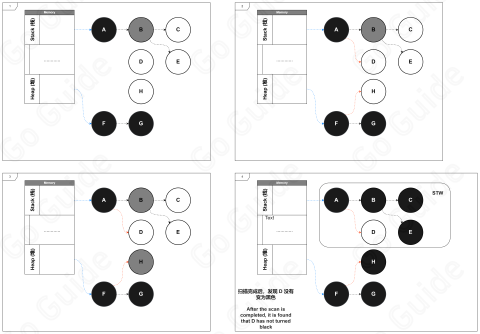 1
Memory
Stack (栈)
Heap (堆)
A
B
C
D
E
H
F
G
2
Memory
Stack (栈)
Heap (堆)
A
B
C
D
E
H
F
G
3
Memory
Stack (栈)
Heap (堆)
A
B
C
D
E
H
F
G
4
Memory
Stack (栈)
Text
Heap (堆)
STW
A
B
C
D
E
H
F
G
扫描完成后，发现 D 没有
变为黑色
After the scan is
completed, it is found
that D has not turned
black
Go Guide